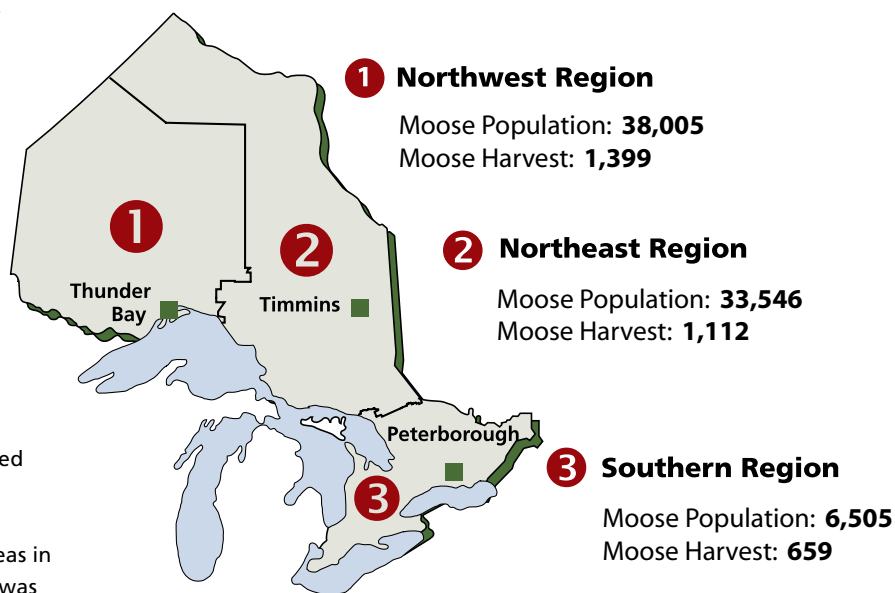 1 Northwest Region
Moose Population: 38,005
Moose Harvest: 1,399
1
2
2 Northeast Region
Thunder
Bay
Timmins
Moose Population: 33,546
Moose Harvest: 1,112
Peterborough
3
3 Southern Region
Moose Population: 6,505
Moose Harvest: 659
ed
eas in
was